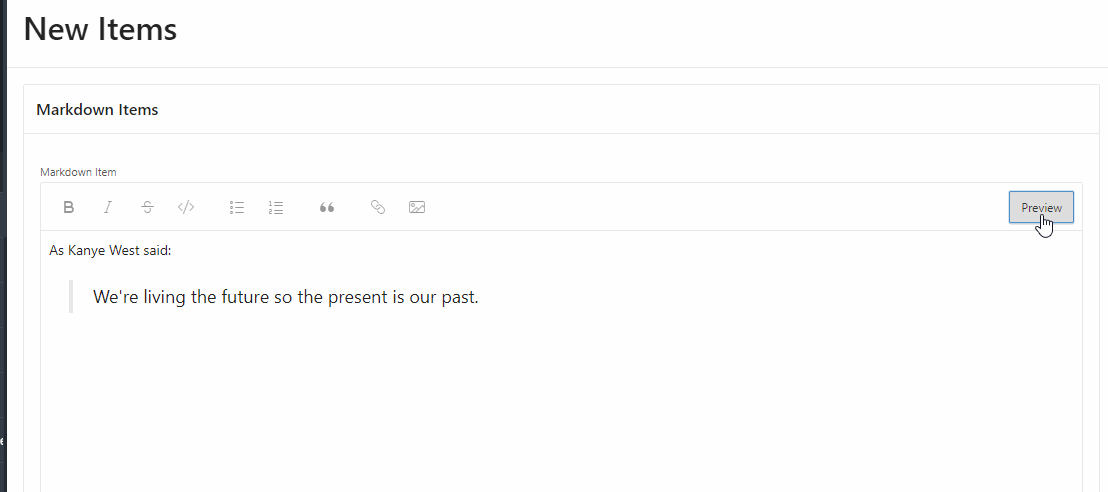 New Items
Markdown Items
Markdown Item
Preview
As Kanye West said:
We're living the future so the present is our past.